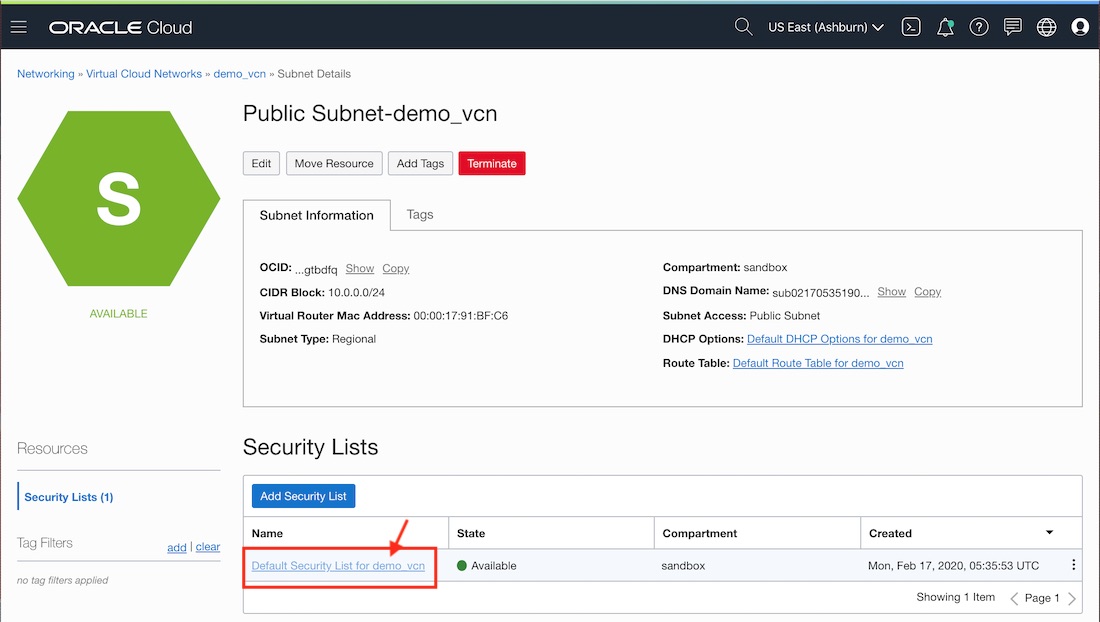 ORACLE Cloud
US East (Ashburn)
Networking » Virtual Cloud Networks » demo_vcn » Subnet Details
S
AVAILABLE
Public Subnet-demo_vcn
Edit Move Resource Add Tags Terminate
Subnet Information Tags
OCID: ...gtbdfq Show Copy
CIDR Block: 10.0.0.0/24
Virtual Router Mac Address: 00:00:17:91:BF:C6
Subnet Type: Regional
Compartment: sandbox
DNS Domain Name: sub02170535190... Show Copy
Subnet Access: Public Subnet
DHCP Options: Default DHCP Options for demo_vcn
Route Table: Default Route Table for demo_vcn
Resources
Security Lists (1)
Tag Filters add | clear
no tag filters applied
Security Lists
Add Security List
Name State Compartment Created
Default Security List for demo_vcn Available sandbox Mon, Feb 17, 2020, 05:35:53 UTC
Showing 1 Item Page 1